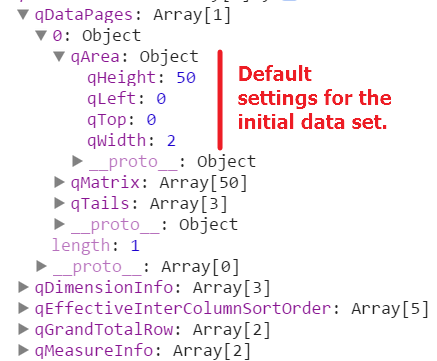 ▼ qDataPages: Array[1]
▼ 0: Object
▼ qArea: Object
qHeight: 50
qLeft: 0
qTop: 0
qWidth: 2
▶ __proto__: Object
▶ qMatrix: Array[50]
▶ qTails: Array[3]
▶ __proto__: Object
length: 1
▶ __proto__: Array[0]
▶ qDimensionInfo: Array[3]
▶ qEffectiveInterColumnSortOrder: Array[5]
▶ qGrandTotalRow: Array[2]
▶ qMeasureInfo: Array[2]
Default
settings for the
initial data set.